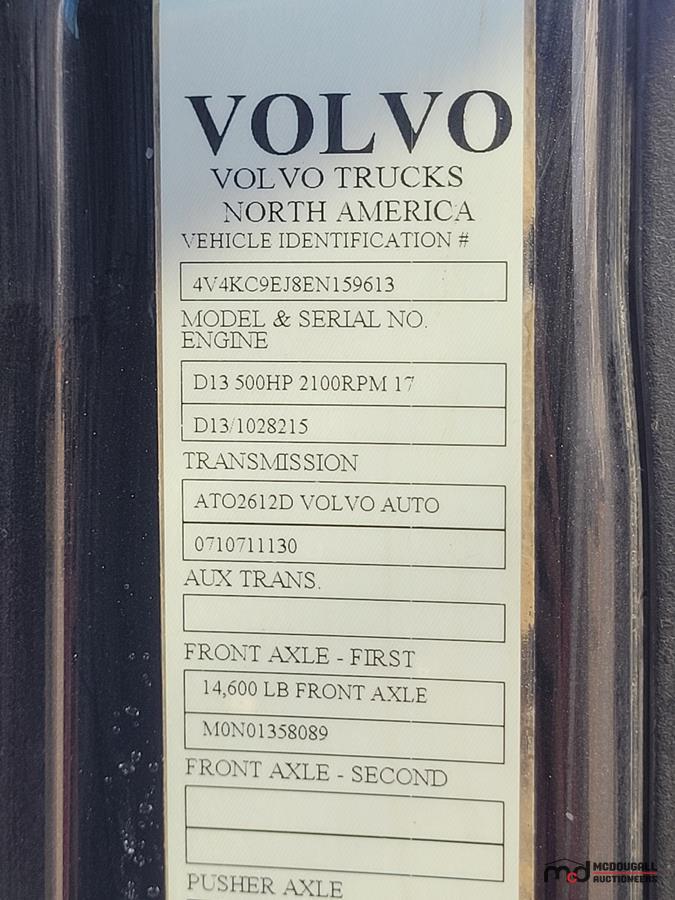 VOLVO
VOLVO TRUCKS
NORTH AMERICA
VEHICLE IDENTIFICATION #
4V4KC9EJ8EN159613
MODEL & SERIAL NO.
ENGINE
D13 500HP 2100RPM 17
D13/1028215
TRANSMISSION
ATO2612D VOLVO AUTO
0710711130
AUX TRANS.
FRONT AXLE - FIRST
14,600 LB FRONT AXLE
M0N01358089
FRONT AXLE - SECOND
PUSHER AXLE
mcd MCDOUGALL
AUCTIONEERS